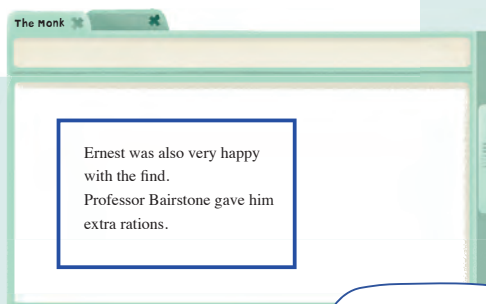 The Monk
Ernest was also very happy
with the find.
Professor Bairstone gave him
extra rations.